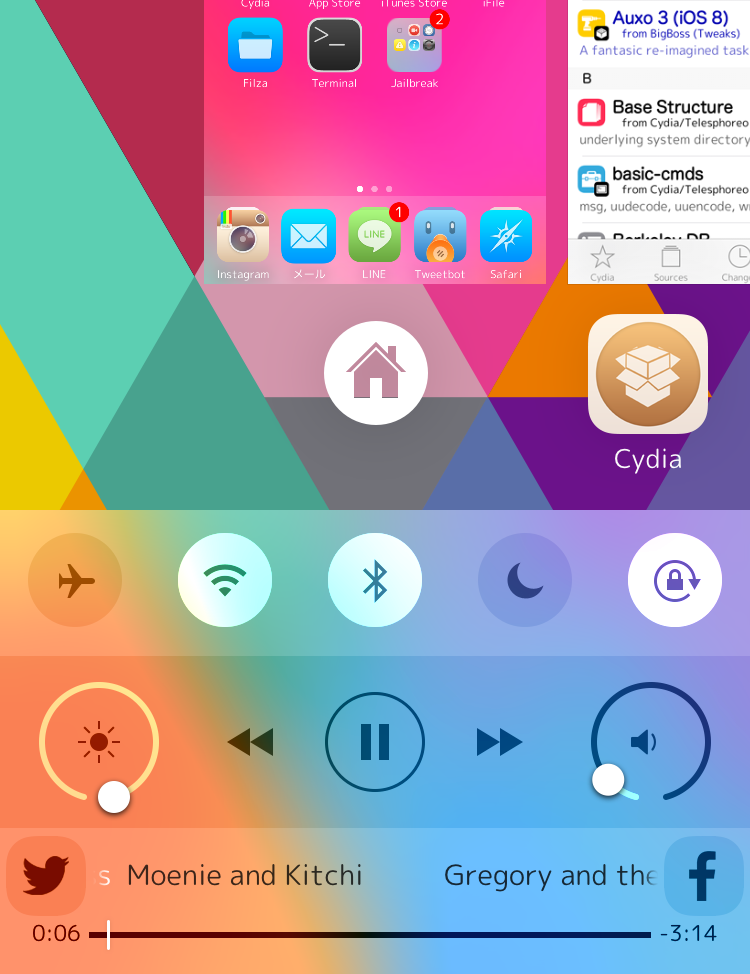 Cydia App Store iTunes Store iFile
2
>_
Filza Terminal Jailbreak
1
LINE
Instagram メール LINE Tweetbot Safari
Auxo 3 (iOS 8)
from BigBoss (Tweaks)
A fantasic re-imagined task
B
Base Structure
from Cydia/Telesphoreo
underlying system directory
basic-cmds
from Cydia/Telesphoreo
msg, uudecode, uuencode, w
Berkeley DB
Cydia Sources Change
Cydia
s Moenie and Kitchi Gregory and the
0:06 -3:14